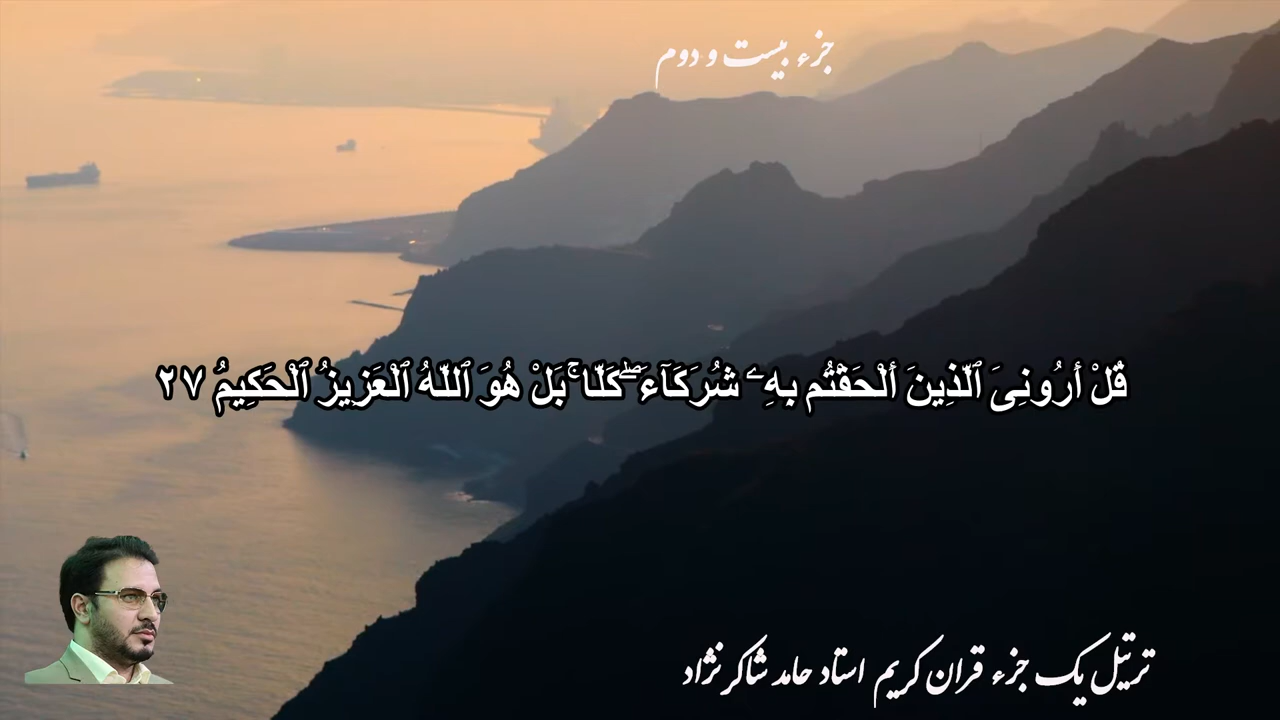 جزء بیست و دوم
قُلْ أَرُونِىَ ٱلَّذِينَ أَلْحَقْتُم بِهِۦ شُرَكَآءَ ۖ كَلَّا ۚ بَلْ هُوَ ٱللَّهُ ٱلْعَزِيزُ ٱلْحَكِيمُ ٢٧
ترتیل یک جزء قران کریم استاد حامد شاکرنژاد